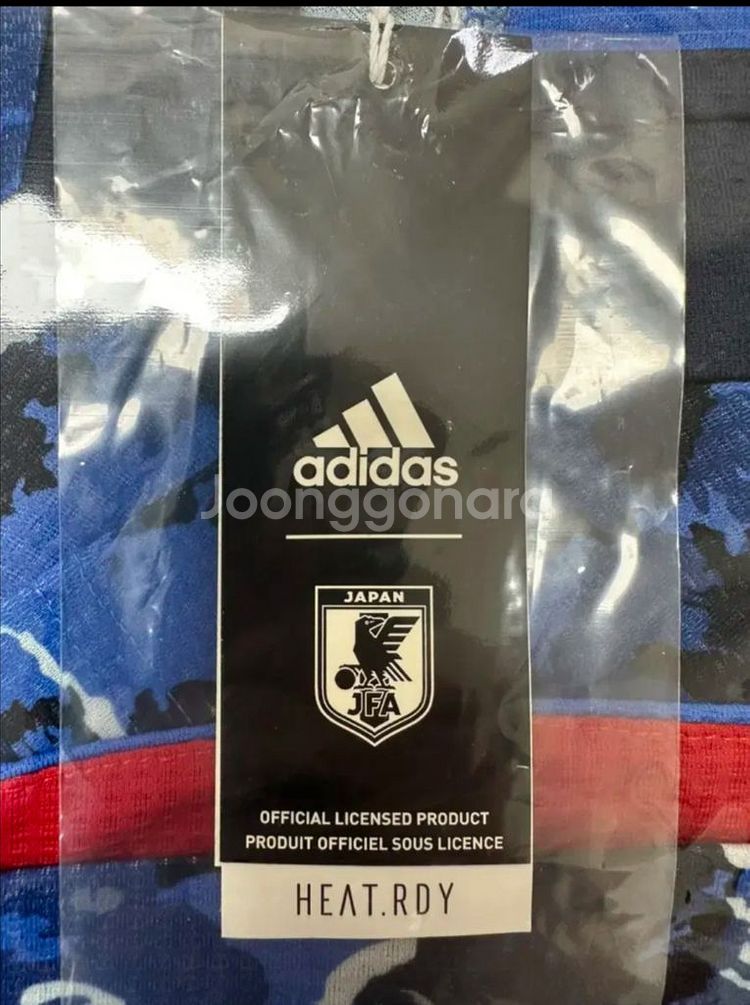 adidas
Joonggonara
JAPAN
JFA
OFFICIAL LICENSED PRODUCT
PRODUIT OFFICIEL SOUS LICENCE
HEAT.RDY